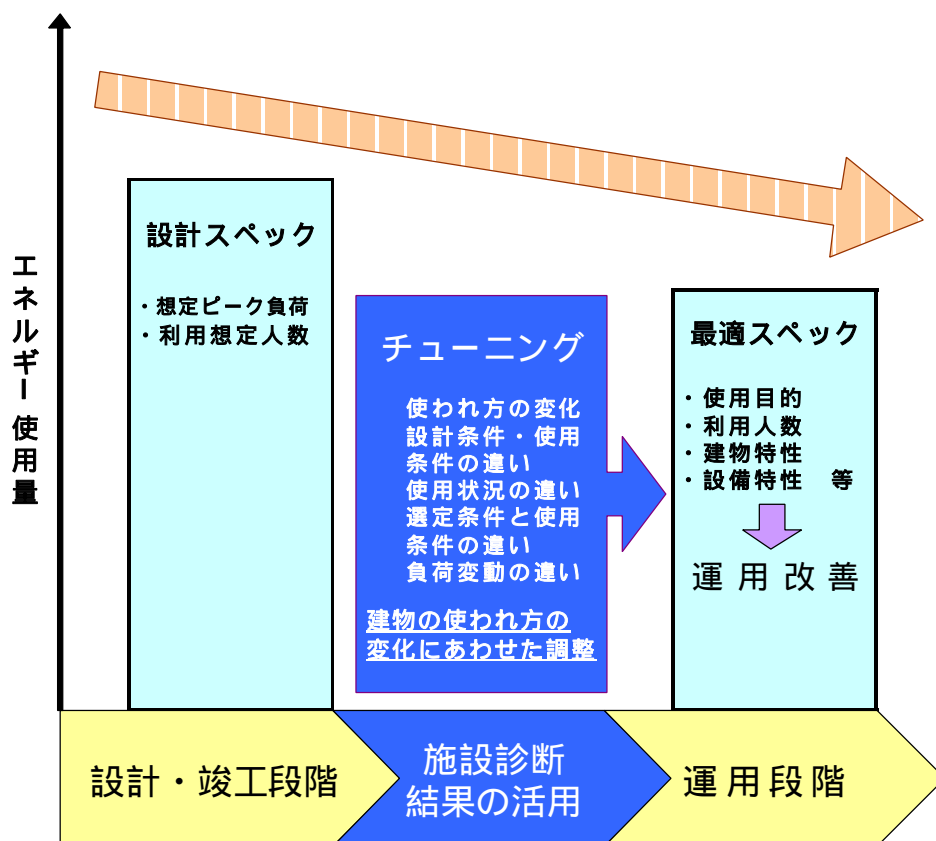 エネルギー使用量
設計スペック
・想定ピーク負荷
・利用想定人数
チューニング
使われ方の変化
設計条件・使用
条件の違い
使用状況の違い
選定条件と使用
条件の違い
負荷変動の違い
建物の使われ方の
変化にあわせた調整
最適スペック
・使用目的
・利用人数
・建物特性
・設備特性　等
運用改善
設計・竣工段階
施設診断
結果の活用
運用段階